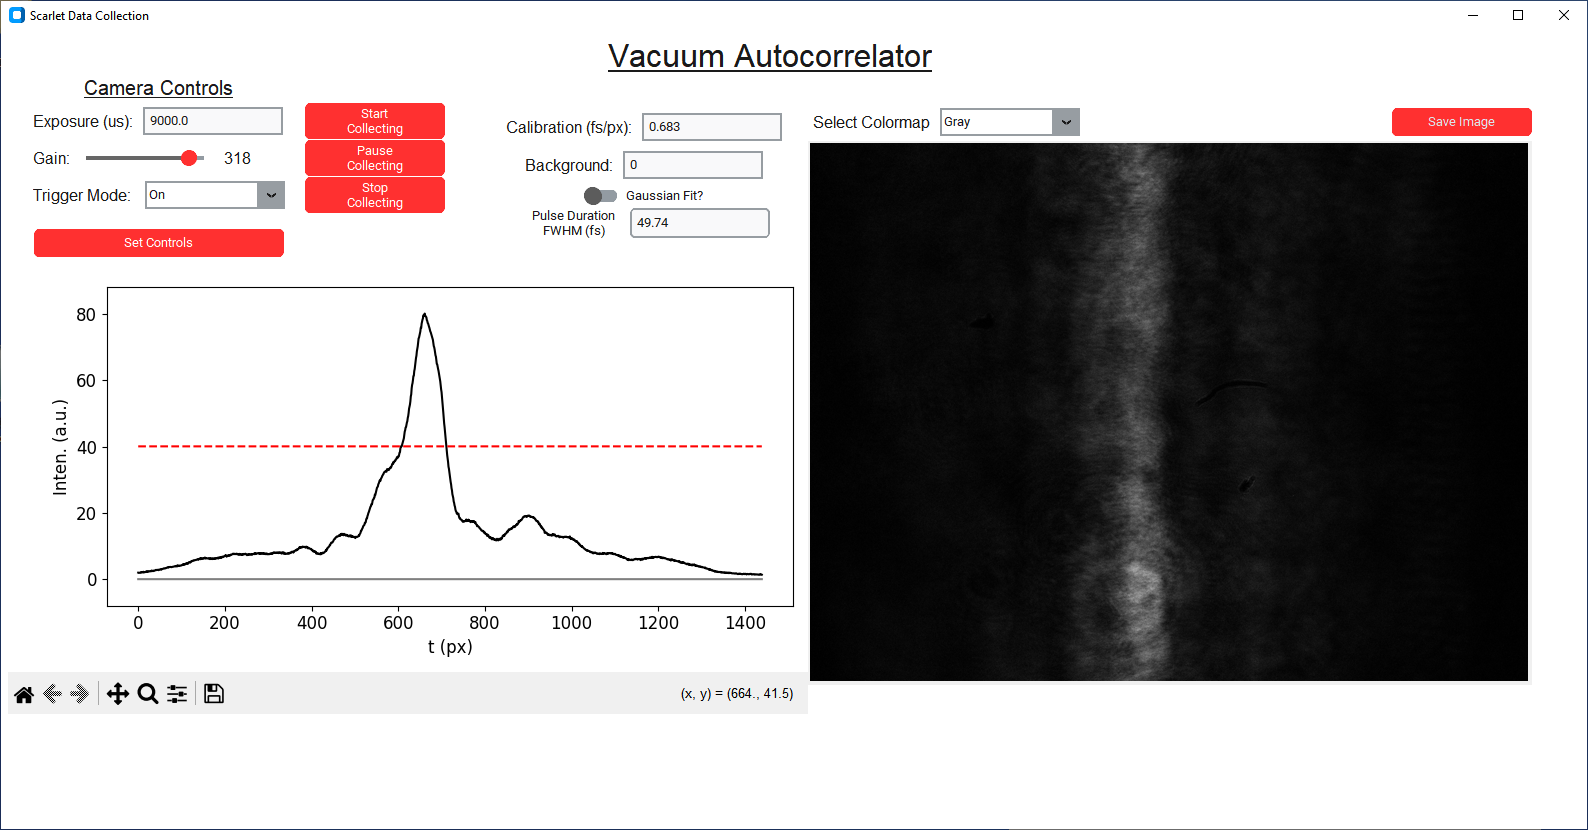 Scarlet Data Collection
Vacuum Autocorrelator
Camera Controls
Exposure (us): 9000.0
Gain: 318
Trigger Mode: On
Set Controls
Start
Collecting
Pause
Collecting
Stop
Collecting
Calibration (fs/px): 0.683
Background: 0
Gaussian Fit?
Pulse Duration
FWHM (fs)
49.74
Select Colormap Gray
Save Image
80
60
40
20
0
Inten. (a.u.)
0 200 400 600 800 1000 1200 1400
t (px)
(x, y) = (664., 41.5)